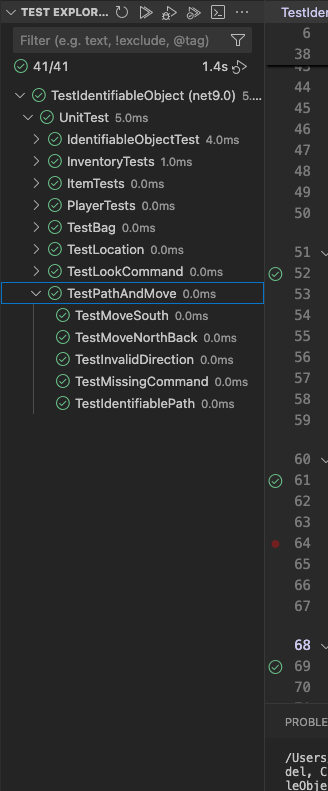 TEST EXPLOR...
TestIden
Filter (e.g. text, !exclude, @tag)
41/41 1.4s
TestIdentifiableObject (net9.0) 5....
UnitTest 5.0ms
IdentifiableObjectTest 4.0ms
InventoryTests 1.0ms
ItemTests 0.0ms
PlayerTests 0.0ms
TestBag 0.0ms
TestLocation 0.0ms
TestLookCommand 0.0ms
TestPathAndMove 0.0ms
TestMoveSouth 0.0ms
TestMoveNorthBack 0.0ms
TestInvalidDirection 0.0ms
TestMissingCommand 0.0ms
TestIdentifiablePath 0.0ms
6
38
44
45
46
47
48
49
50
51
52
53
54
55
56
57
58
59
60
61
62
63
64
65
66
67
68
69
70
PROBLE
/Users
del, C
leObje